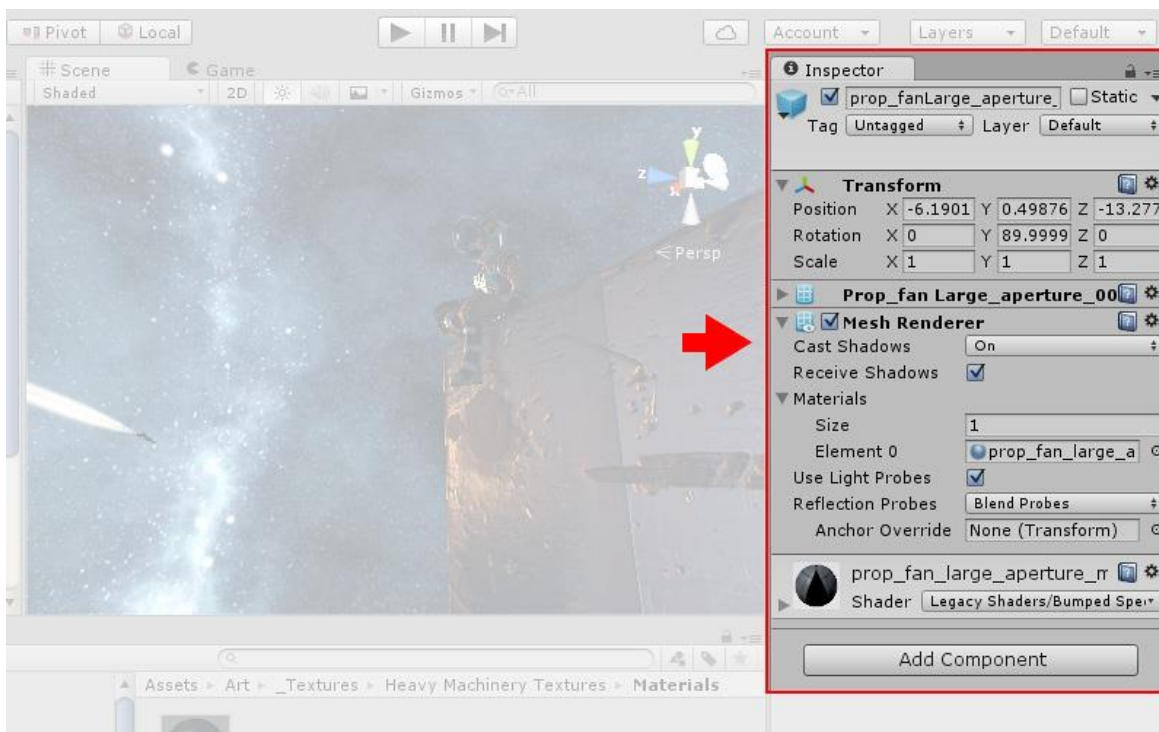 Pivot Local Account Layers Default
Scene Game
Shaded 2D Gizmos All
y
z
x
Persp
Inspector
prop_fanLarge_aperture_ Static
Tag Untagged Layer Default
Transform
Position X -6.1901 Y 0.49876 Z -13.277
Rotation X 0 Y 89.9999 Z 0
Scale X 1 Y 1 Z 1
Prop_fan Large_aperture_00
Mesh Renderer
Cast Shadows On
Receive Shadows
Materials
Size 1
Element 0 prop_fan_large_a
Use Light Probes
Reflection Probes Blend Probes
Anchor Override None (Transform)
prop_fan_large_aperture_m
Shader Legacy Shaders/Bumped Spe
Add Component
Assets Art _Textures Heavy Machinery Textures Materials